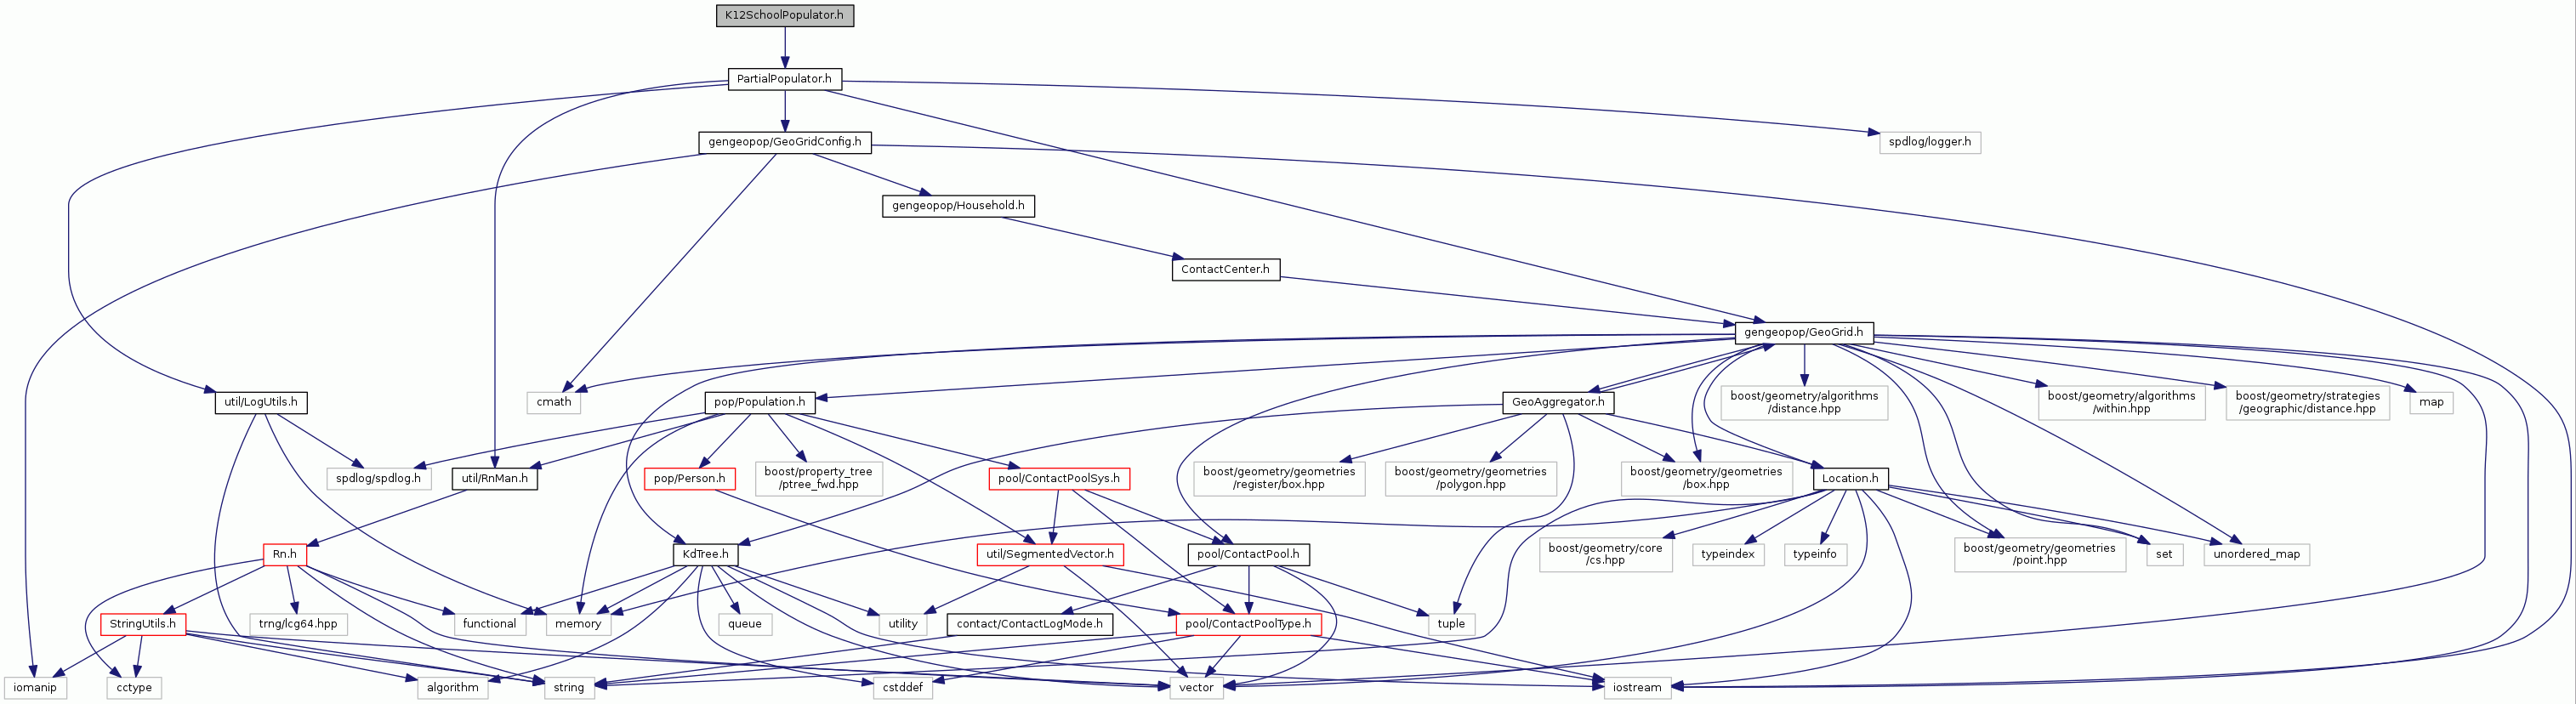 K12SchoolPopulator.h
PartialPopulator.h
gengeopop/GeoGridConfig.h
spdlog/logger.h
gengeopop/Household.h
ContactCenter.h
gengeopop/GeoGrid.h
util/LogUtils.h
cmath
pop/Population.h
GeoAggregator.h
boost/geometry/algorithms
/distance.hpp
boost/geometry/algorithms
/within.hpp
boost/geometry/strategies
/geographic/distance.hpp
map
spdlog/spdlog.h
util/RnMan.h
pop/Person.h
boost/property_tree
/ptree_fwd.hpp
pool/ContactPoolSys.h
boost/geometry/geometries
/register/box.hpp
boost/geometry/geometries
/polygon.hpp
boost/geometry/geometries
/box.hpp
Location.h
Rn.h
KdTree.h
util/SegmentedVector.h
pool/ContactPool.h
boost/geometry/core
/cs.hpp
typeindex
typeinfo
boost/geometry/geometries
/point.hpp
set
unordered_map
StringUtils.h
trng/lcg64.hpp
functional
memory
queue
utility
contact/ContactLogMode.h
pool/ContactPoolType.h
tuple
iomanip
cctype
algorithm
string
cstddef
vector
iostream